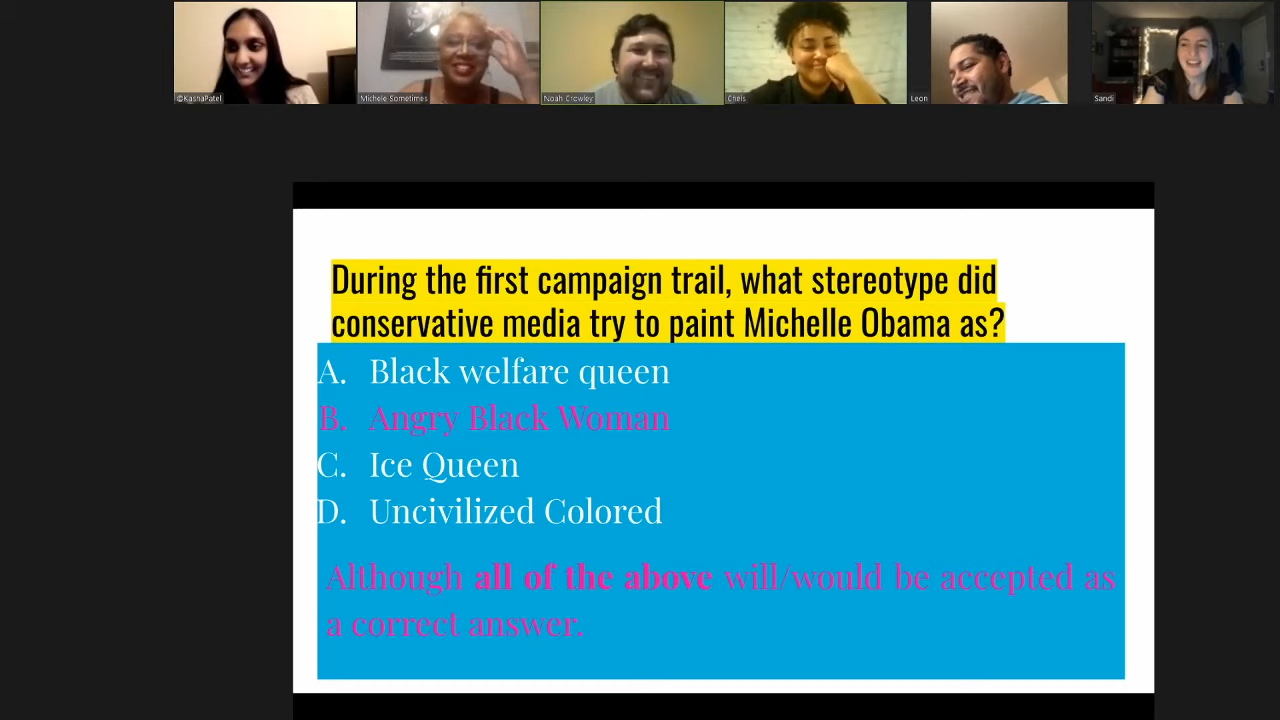 @KashaPatel
Michele Sometimes
Noah Crowley
Chels
Leon
Sandi
During the first campaign trail, what stereotype did
conservative media try to paint Michelle Obama as?
A. Black welfare queen
B. Angry Black Woman
C. Ice Queen
D. Uncivilized Colored
Although all of the above will/would be accepted as
a correct answer.